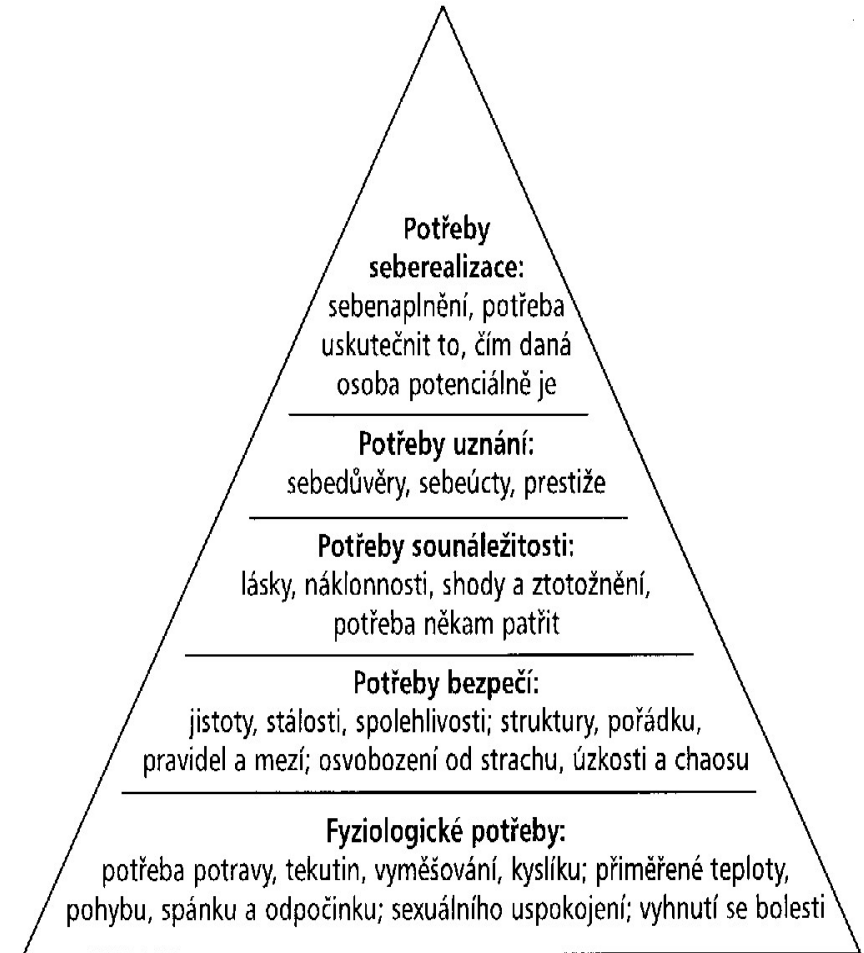 Potřeby
seberealizace:
sebenaplnění, potřeba
uskutečnit to, čím daná
osoba potenciálně je
Potřeby uznání:
sebedůvěry, sebeúcty, prestiže
Potřeby sounáležitosti:
lásky, náklonnosti, shody a ztotožnění,
potřeba někam patřit
Potřeby bezpečí:
jistoty, stálosti, spolehlivosti; struktury, pořádku,
pravidel a mezí; osvobození od strachu, úzkosti a chaosu
Fyziologické potřeby:
potřeba potravy, tekutin, vyměšování, kyslíku; přiměřené teploty,
pohybu, spánku a odpočinku; sexuálního uspokojení; vyhnutí se bolesti